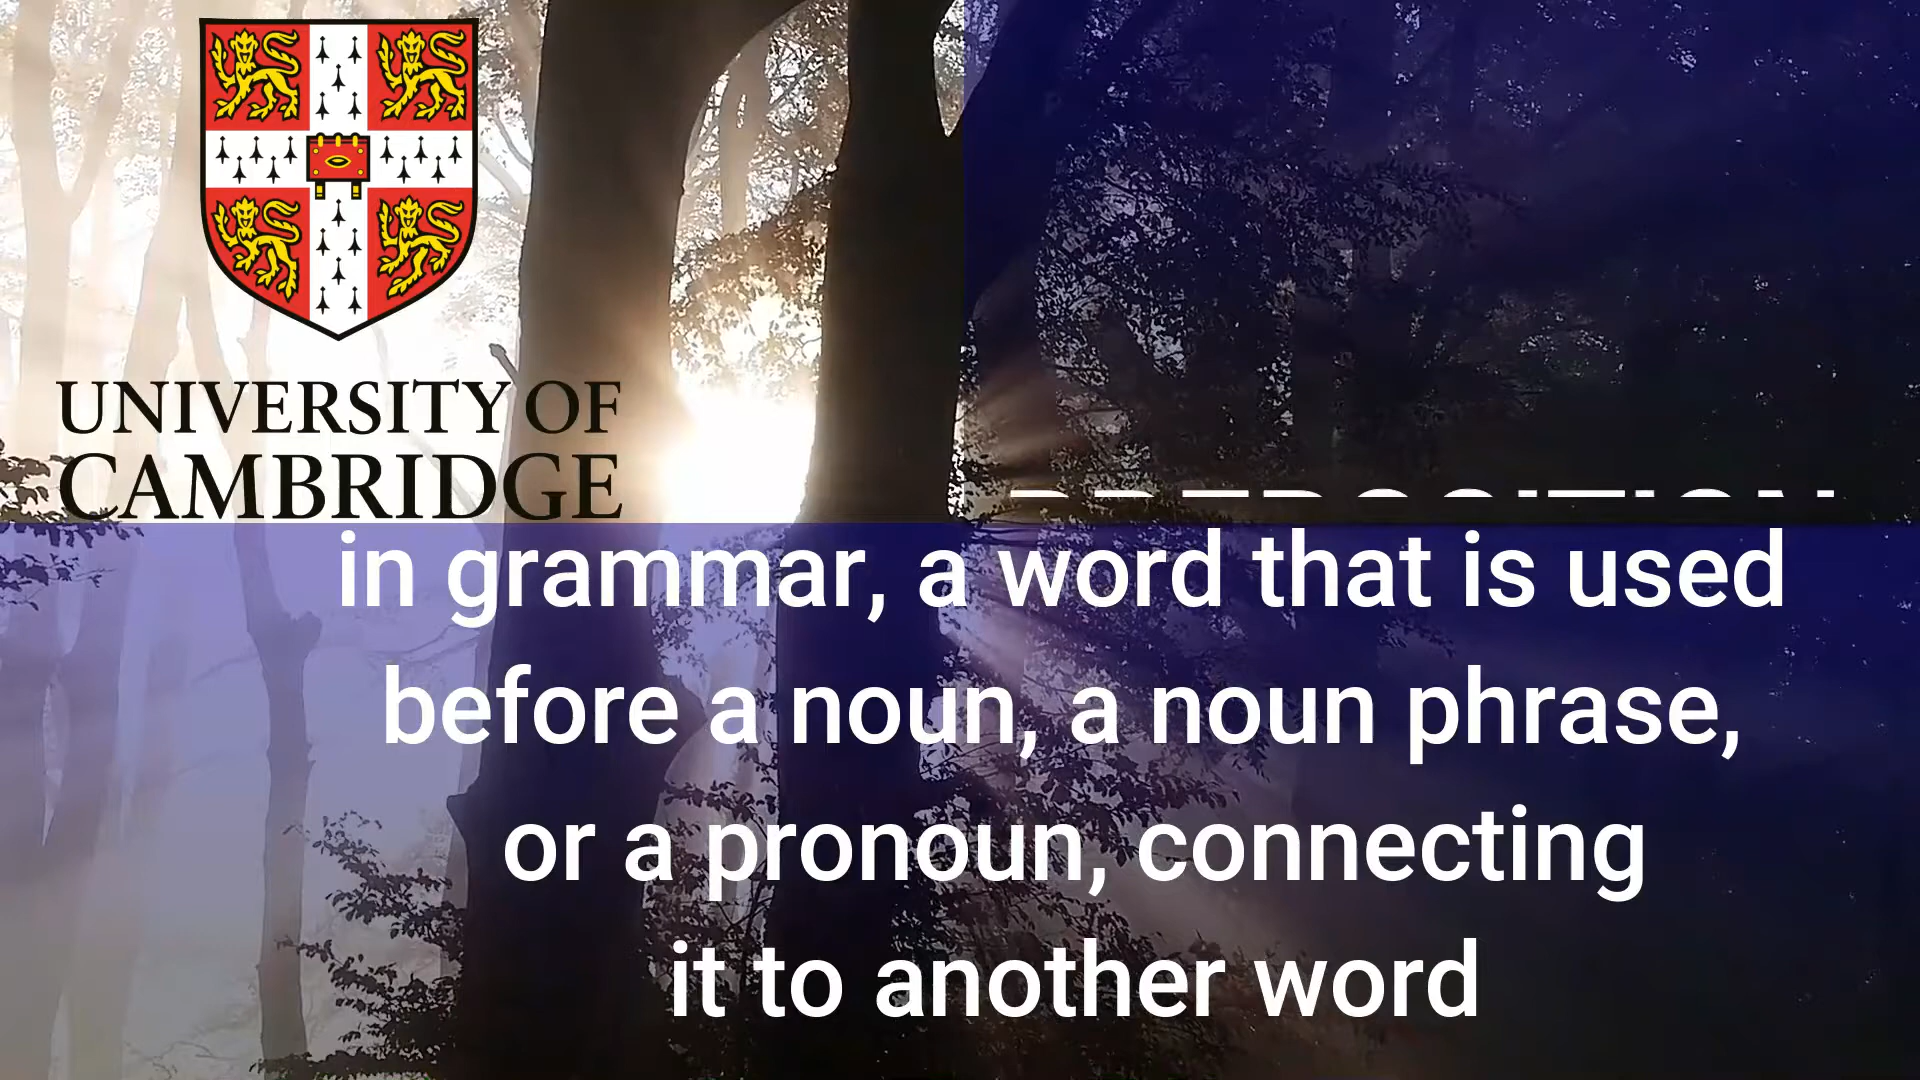 UNIVERSITY OF
CAMBRIDGE
in grammar, a word that is used
before a noun, a noun phrase,
or a pronoun, connecting
it to another word